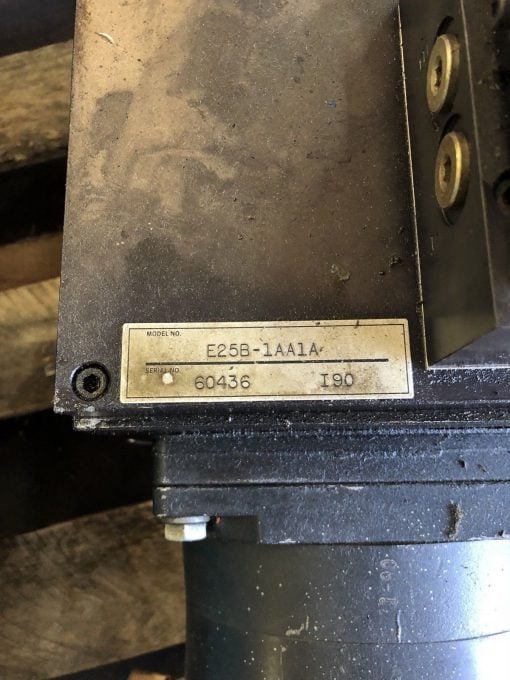 MODEL NO.
E25B-1AA1A
SERIAL NO.
60436 I90